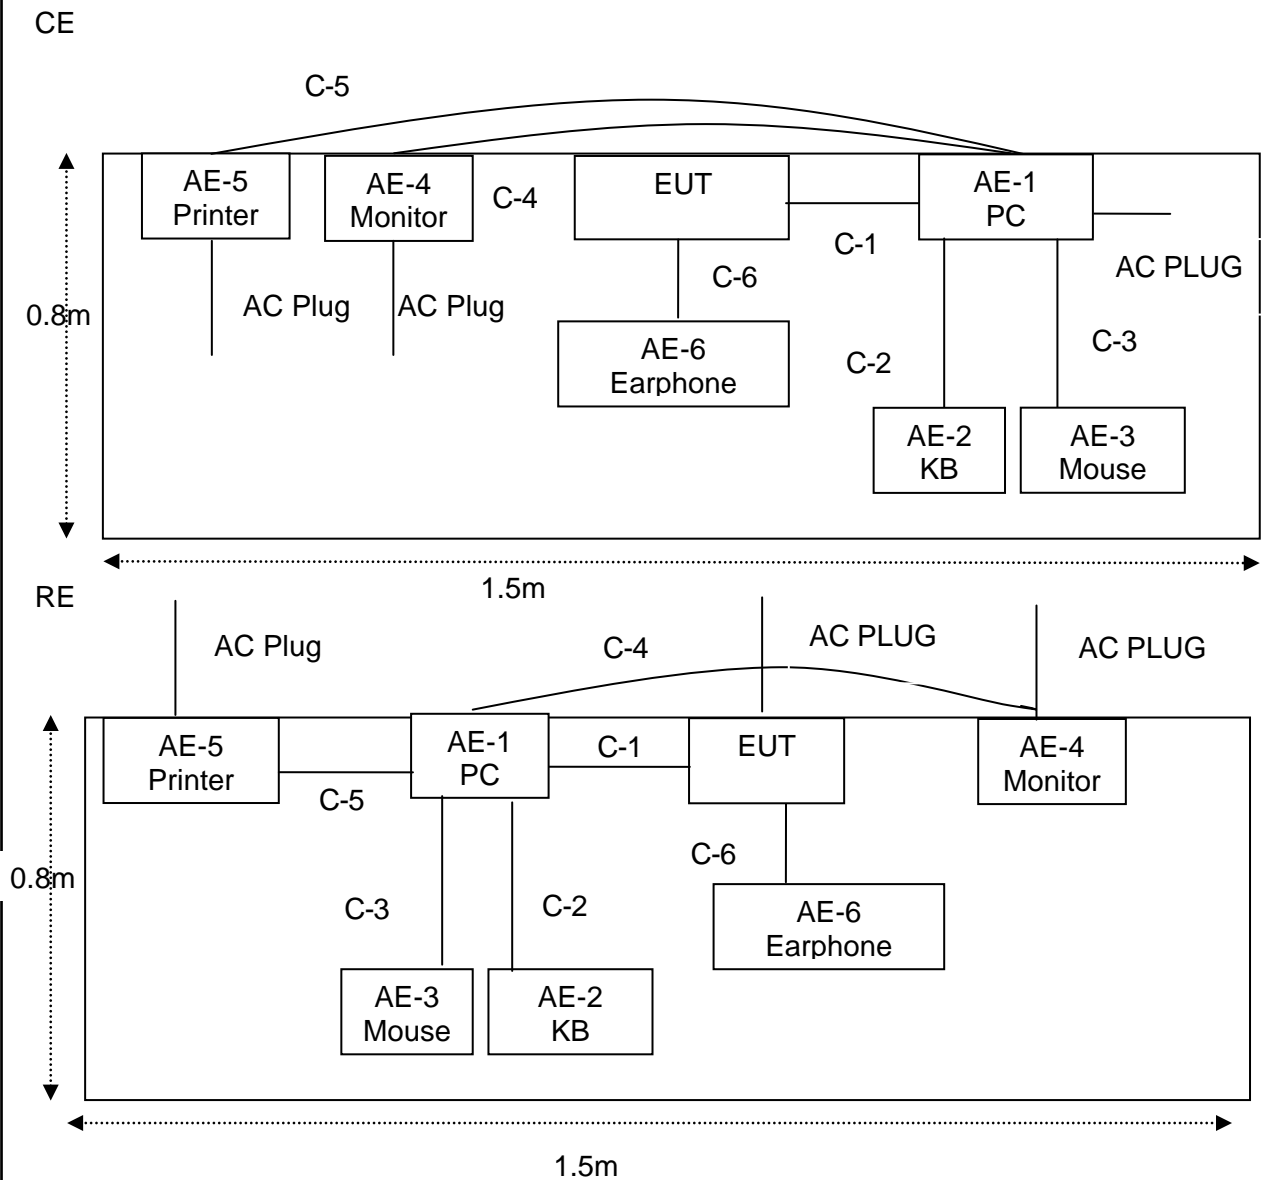 CE
C-5
AE-5
Printer
AE-4
Monitor
C-4
EUT
AE-1
PC
C-1
AC PLUG
C-6
AC Plug
AC Plug
0.8m
AE-6
Earphone
C-2
C-3
AE-2
KB
AE-3
Mouse
1.5m
RE
AC Plug
C-4
AC PLUG
AC PLUG
AE-5
Printer
AE-1
PC
C-1
EUT
AE-4
Monitor
C-5
C-6
0.8m
C-3
C-2
AE-6
Earphone
AE-3
Mouse
AE-2
KB
1.5m